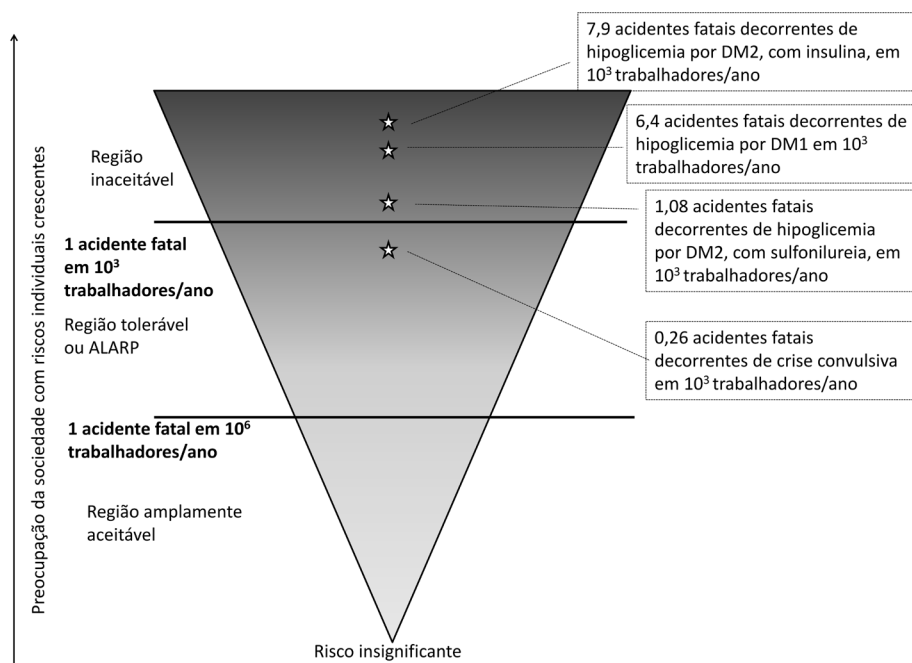 7,9 acidentes fatais decorrentes de
hipoglicemia por DM2, com insulina, em
10³ trabalhadores/ano
6,4 acidentes fatais decorrentes de
hipoglicemia por DM1 em 10³
trabalhadores/ano
1,08 acidentes fatais
decorrentes de hipoglicemia
por DM2, com sulfonilureia, em
10³ trabalhadores/ano
0,26 acidentes fatais
decorrentes de crise convulsiva
em 10³ trabalhadores/ano
Preocupação da sociedade com riscos individuais crescentes
Região
inaceitável
1 acidente fatal
em 10³
trabalhadores/ano
Região tolerável
ou ALARP
1 acidente fatal em 10⁶
trabalhadores/ano
Região amplamente
aceitável
Risco insignificante